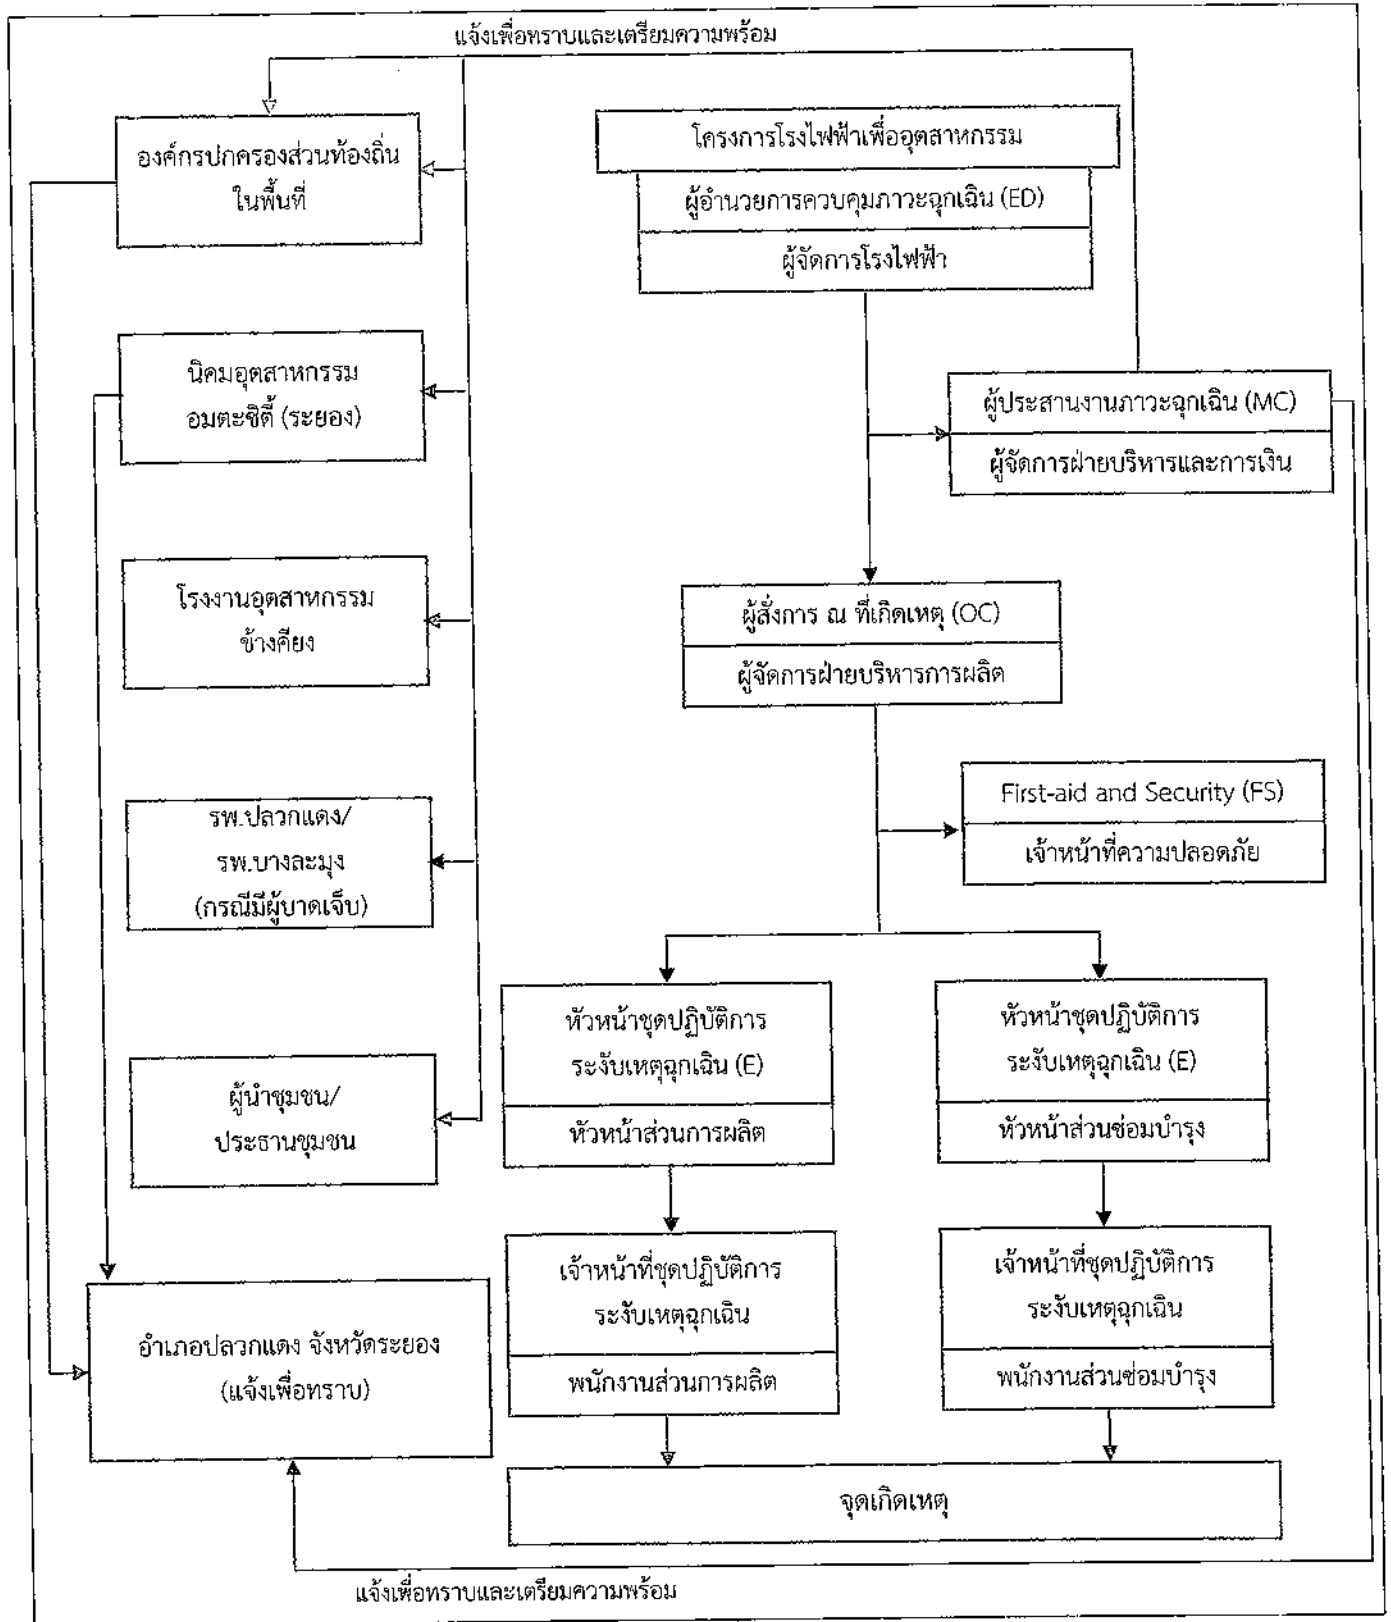 แจ้งเพื่อทราบและเตรียมความพร้อม
องค์กรปกครองส่วนท้องถิ่น
ในพื้นที่
โครงการโรงไฟฟ้าเพื่ออุตสาหกรรม
ผู้อำนวยการควบคุมภาวะฉุกเฉิน (ED)
ผู้จัดการโรงไฟฟ้า
นิคมอุตสาหกรรม
อมตะซิตี้ (ระยอง)
ผู้ประสานงานภาวะฉุกเฉิน (MC)
ผู้จัดการฝ่ายบริหารและการเงิน
โรงงานอุตสาหกรรม
ข้างคียง
ผู้สั่งการ ณ ที่เกิดเหตุ (OC)
ผู้จัดการฝ่ายบริหารการผลิต
รพ.ปลวกแดง/
รพ.บางละมุง
(กรณีมีผู้บาดเจ็บ)
First-aid and Security (FS)
เจ้าหน้าที่ความปลอดภัย
ผู้นำชุมชน/
ประธานชุมชน
หัวหน้าชุดปฏิบัติการ
ระงับเหตุฉุกเฉิน (E)
หัวหน้าส่วนการผลิต
หัวหน้าชุดปฏิบัติการ
ระงับเหตุฉุกเฉิน (E)
หัวหน้าส่วนซ่อมบำรุง
อำเภอปลวกแดง จังหวัดระยอง
(แจ้งเพื่อทราบ)
เจ้าหน้าที่ชุดปฏิบัติการ
ระงับเหตุฉุกเฉิน
พนักงานส่วนการผลิต
เจ้าหน้าที่ชุดปฏิบัติการ
ระงับเหตุฉุกเฉิน
พนักงานส่วนซ่อมบำรุง
จุดเกิดเหตุ
แจ้งเพื่อทราบและเตรียมความพร้อม